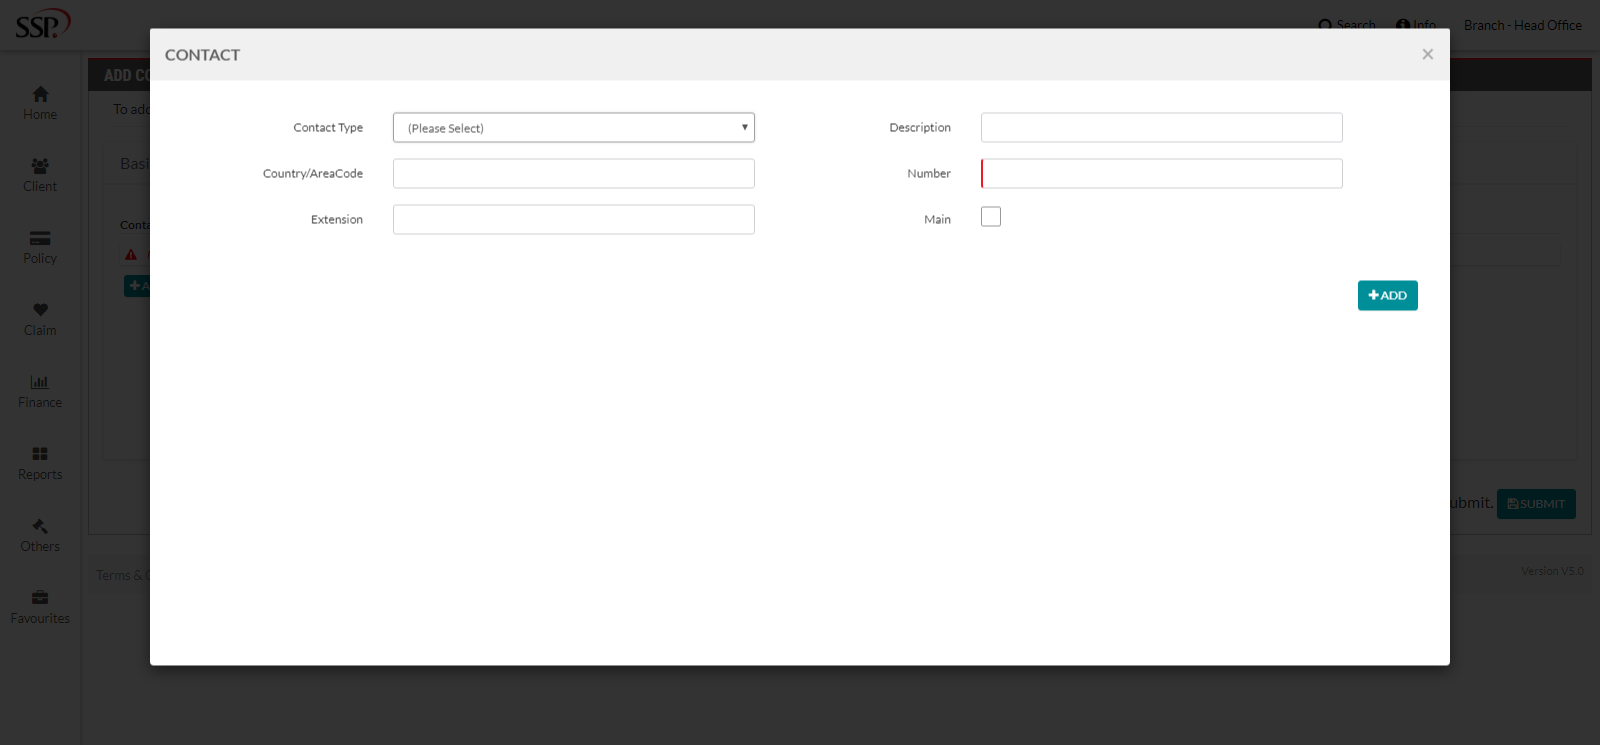 SSP
Search
Info
Branch - Head Office
CONTACT
×
ADD CO
Home
To add
Contact Type
(Please Select)
Description
Basi
Client
Country/AreaCode
Number
Extension
Main
Conta
Policy
+A
+ADD
Claim
Finance
Reports
ubmit.
SUBMIT
Others
Terms & C
Version V5.0
Favourites